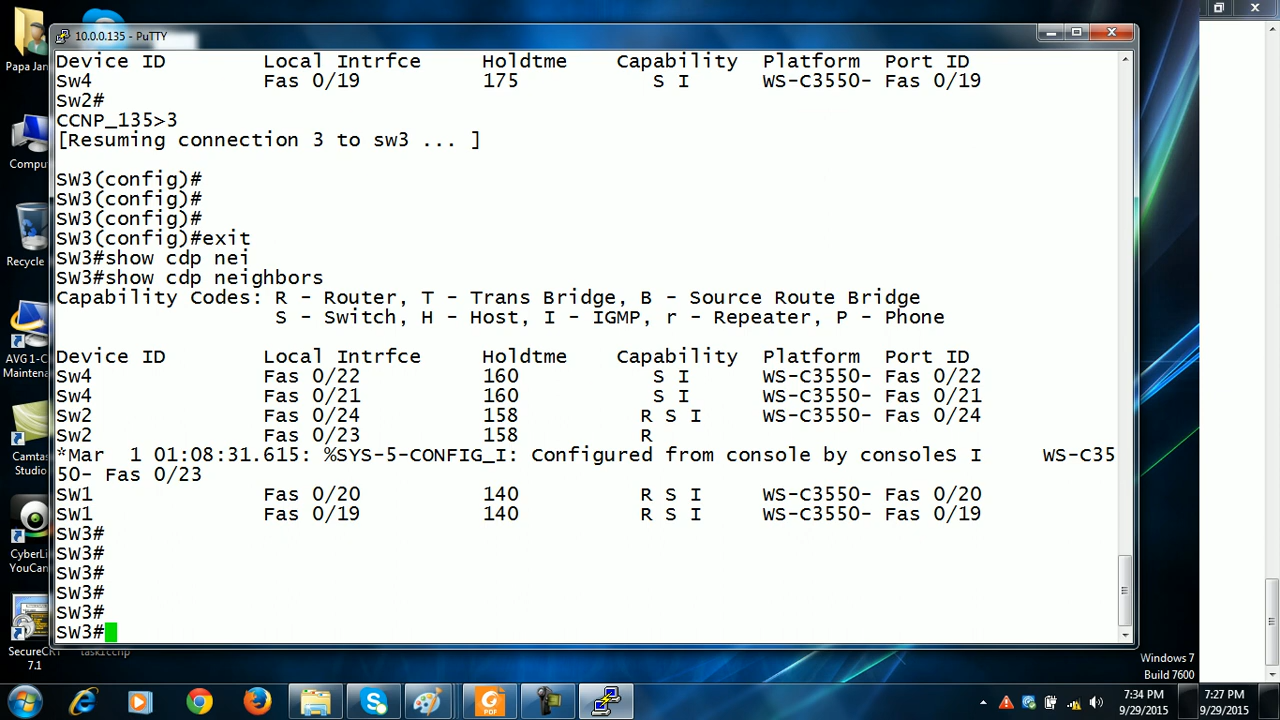 10.0.0.135 - PuTTY
Device ID Local Intrfce Holdtme Capability Platform Port ID
Sw4 Fas 0/19 175 S I WS-C3550- Fas 0/19
Sw2#
CCNP_135>3
[Resuming connection 3 to sw3 ... ]
SW3(config)#
SW3(config)#
SW3(config)#
SW3(config)#exit
SW3#show cdp nei
SW3#show cdp neighbors
Capability Codes: R - Router, T - Trans Bridge, B - Source Route Bridge
S - Switch, H - Host, I - IGMP, r - Repeater, P - Phone
Device ID Local Intrfce Holdtme Capability Platform Port ID
Sw4 Fas 0/22 160 S I WS-C3550- Fas 0/22
Sw4 Fas 0/21 160 S I WS-C3550- Fas 0/21
Sw2 Fas 0/24 158 R S I WS-C3550- Fas 0/24
Sw2 Fas 0/23 158 R
*Mar 1 01:08:31.615: %SYS-5-CONFIG_I: Configured from console by consoleS I WS-C35
50- Fas 0/23
SW1 Fas 0/20 140 R S I WS-C3550- Fas 0/20
SW1 Fas 0/19 140 R S I WS-C3550- Fas 0/19
SW3#
SW3#
SW3#
SW3#
SW3#
SW3#
Papa Jan
Comput
Recycle
AVG 1-C
Maintena
Camtas
Studio
CyberLi
YouCan
SecureCRT
7.1
task1ccnp
Windows 7
Build 7600
PDF
7:34 PM
9/29/2015
7:27 PM
9/29/2015